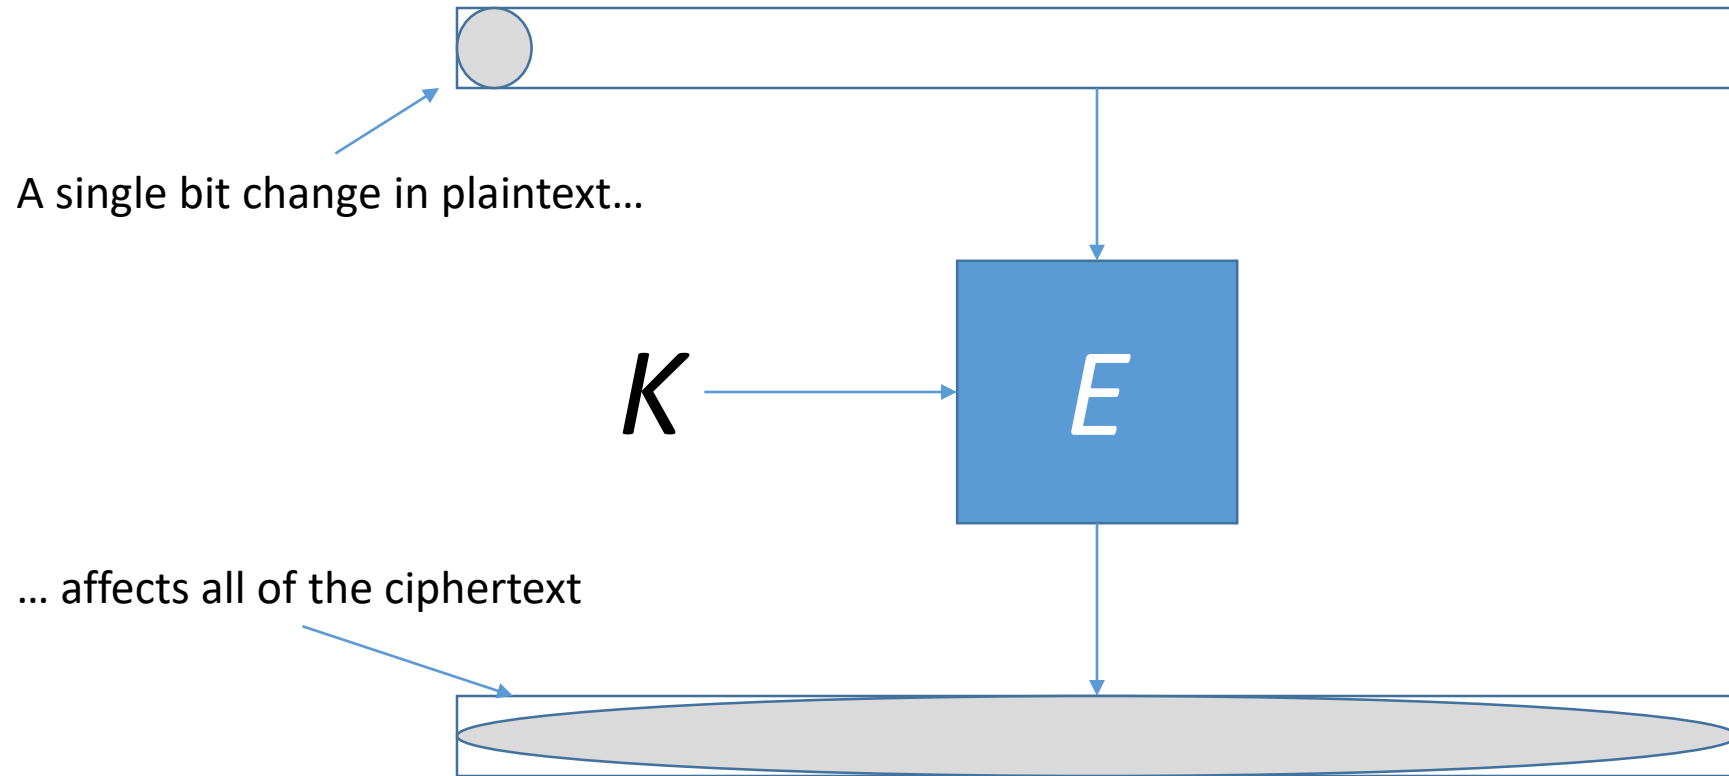 A single bit change in plaintext…
K
E
… affects all of the ciphertext